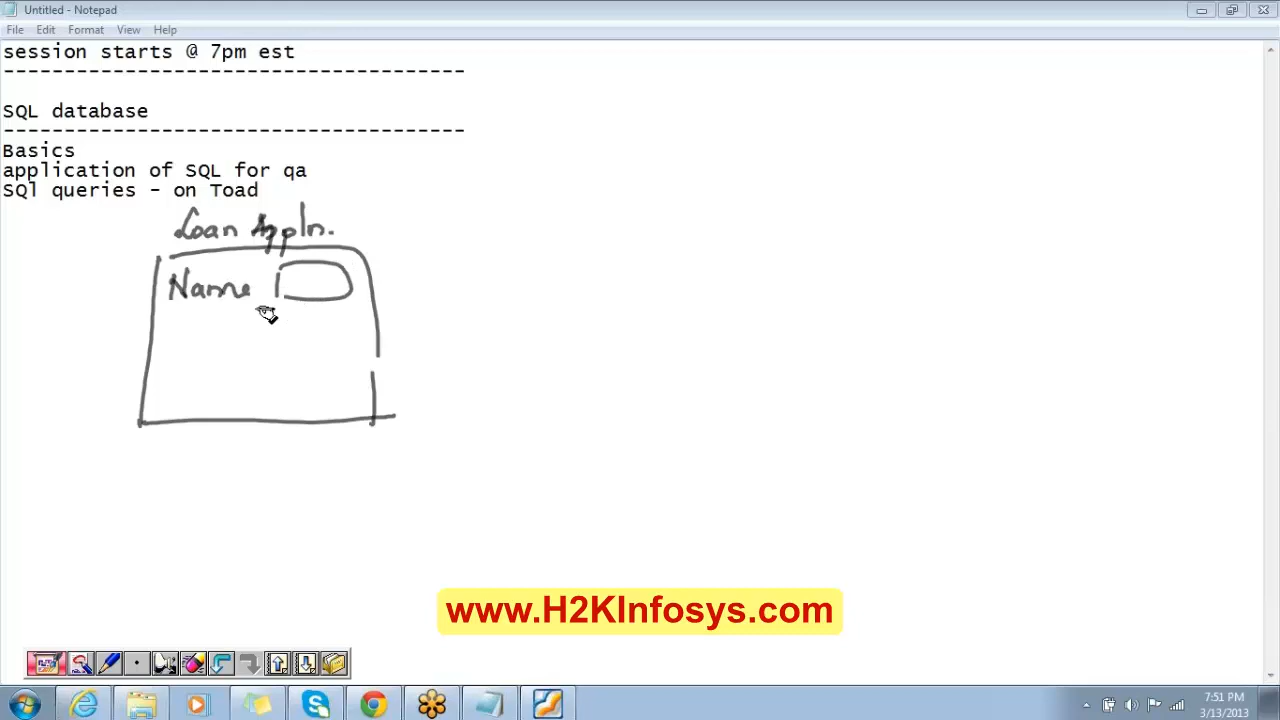 Untitled - Notepad
File Edit Format View Help
session starts @ 7pm est
---------------------------------------
SQL database
---------------------------------------
Basics
application of SQL for qa
SQl queries - on Toad
Loan Appln.
Name
www.H2KInfosys.com
7:51 PM
3/13/2013